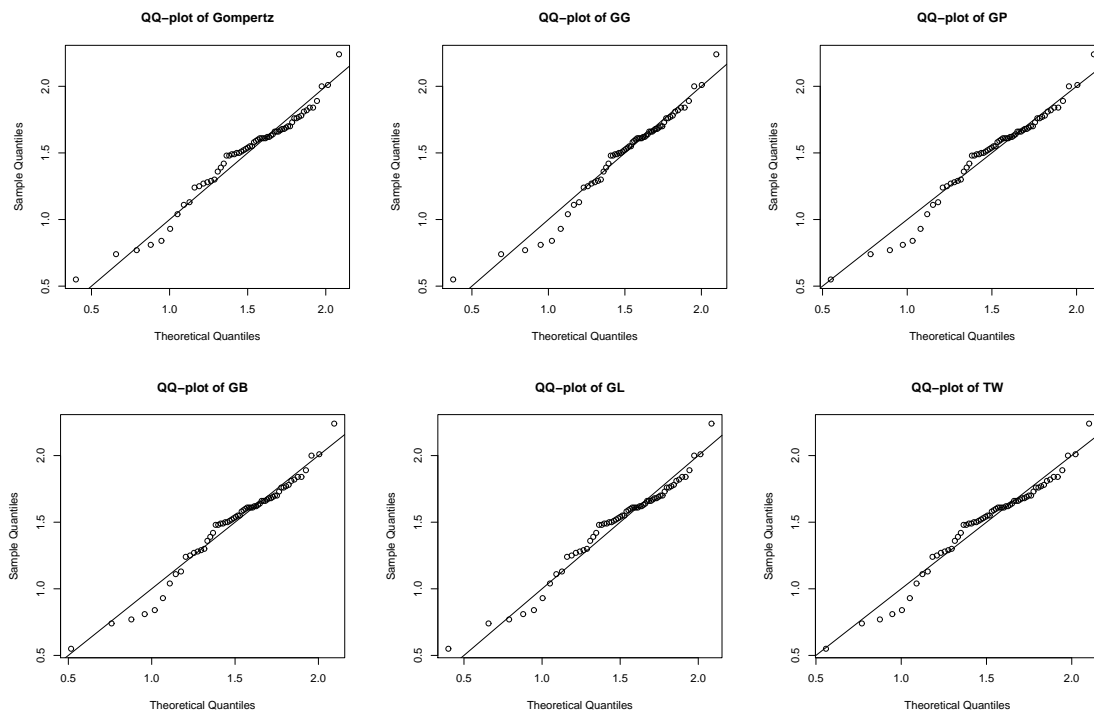 QQ−plot of Gompertz
Sample Quantiles
0.5 1.0 1.5 2.0
0.5 1.0 1.5 2.0
Theoretical Quantiles
QQ−plot of GG
Sample Quantiles
0.5 1.0 1.5 2.0
0.5 1.0 1.5 2.0
Theoretical Quantiles
QQ−plot of GP
Sample Quantiles
0.5 1.0 1.5 2.0
0.5 1.0 1.5 2.0
Theoretical Quantiles
QQ−plot of GB
Sample Quantiles
0.5 1.0 1.5 2.0
0.5 1.0 1.5 2.0
Theoretical Quantiles
QQ−plot of GL
Sample Quantiles
0.5 1.0 1.5 2.0
0.5 1.0 1.5 2.0
Theoretical Quantiles
QQ−plot of TW
Sample Quantiles
0.5 1.0 1.5 2.0
0.5 1.0 1.5 2.0
Theoretical Quantiles